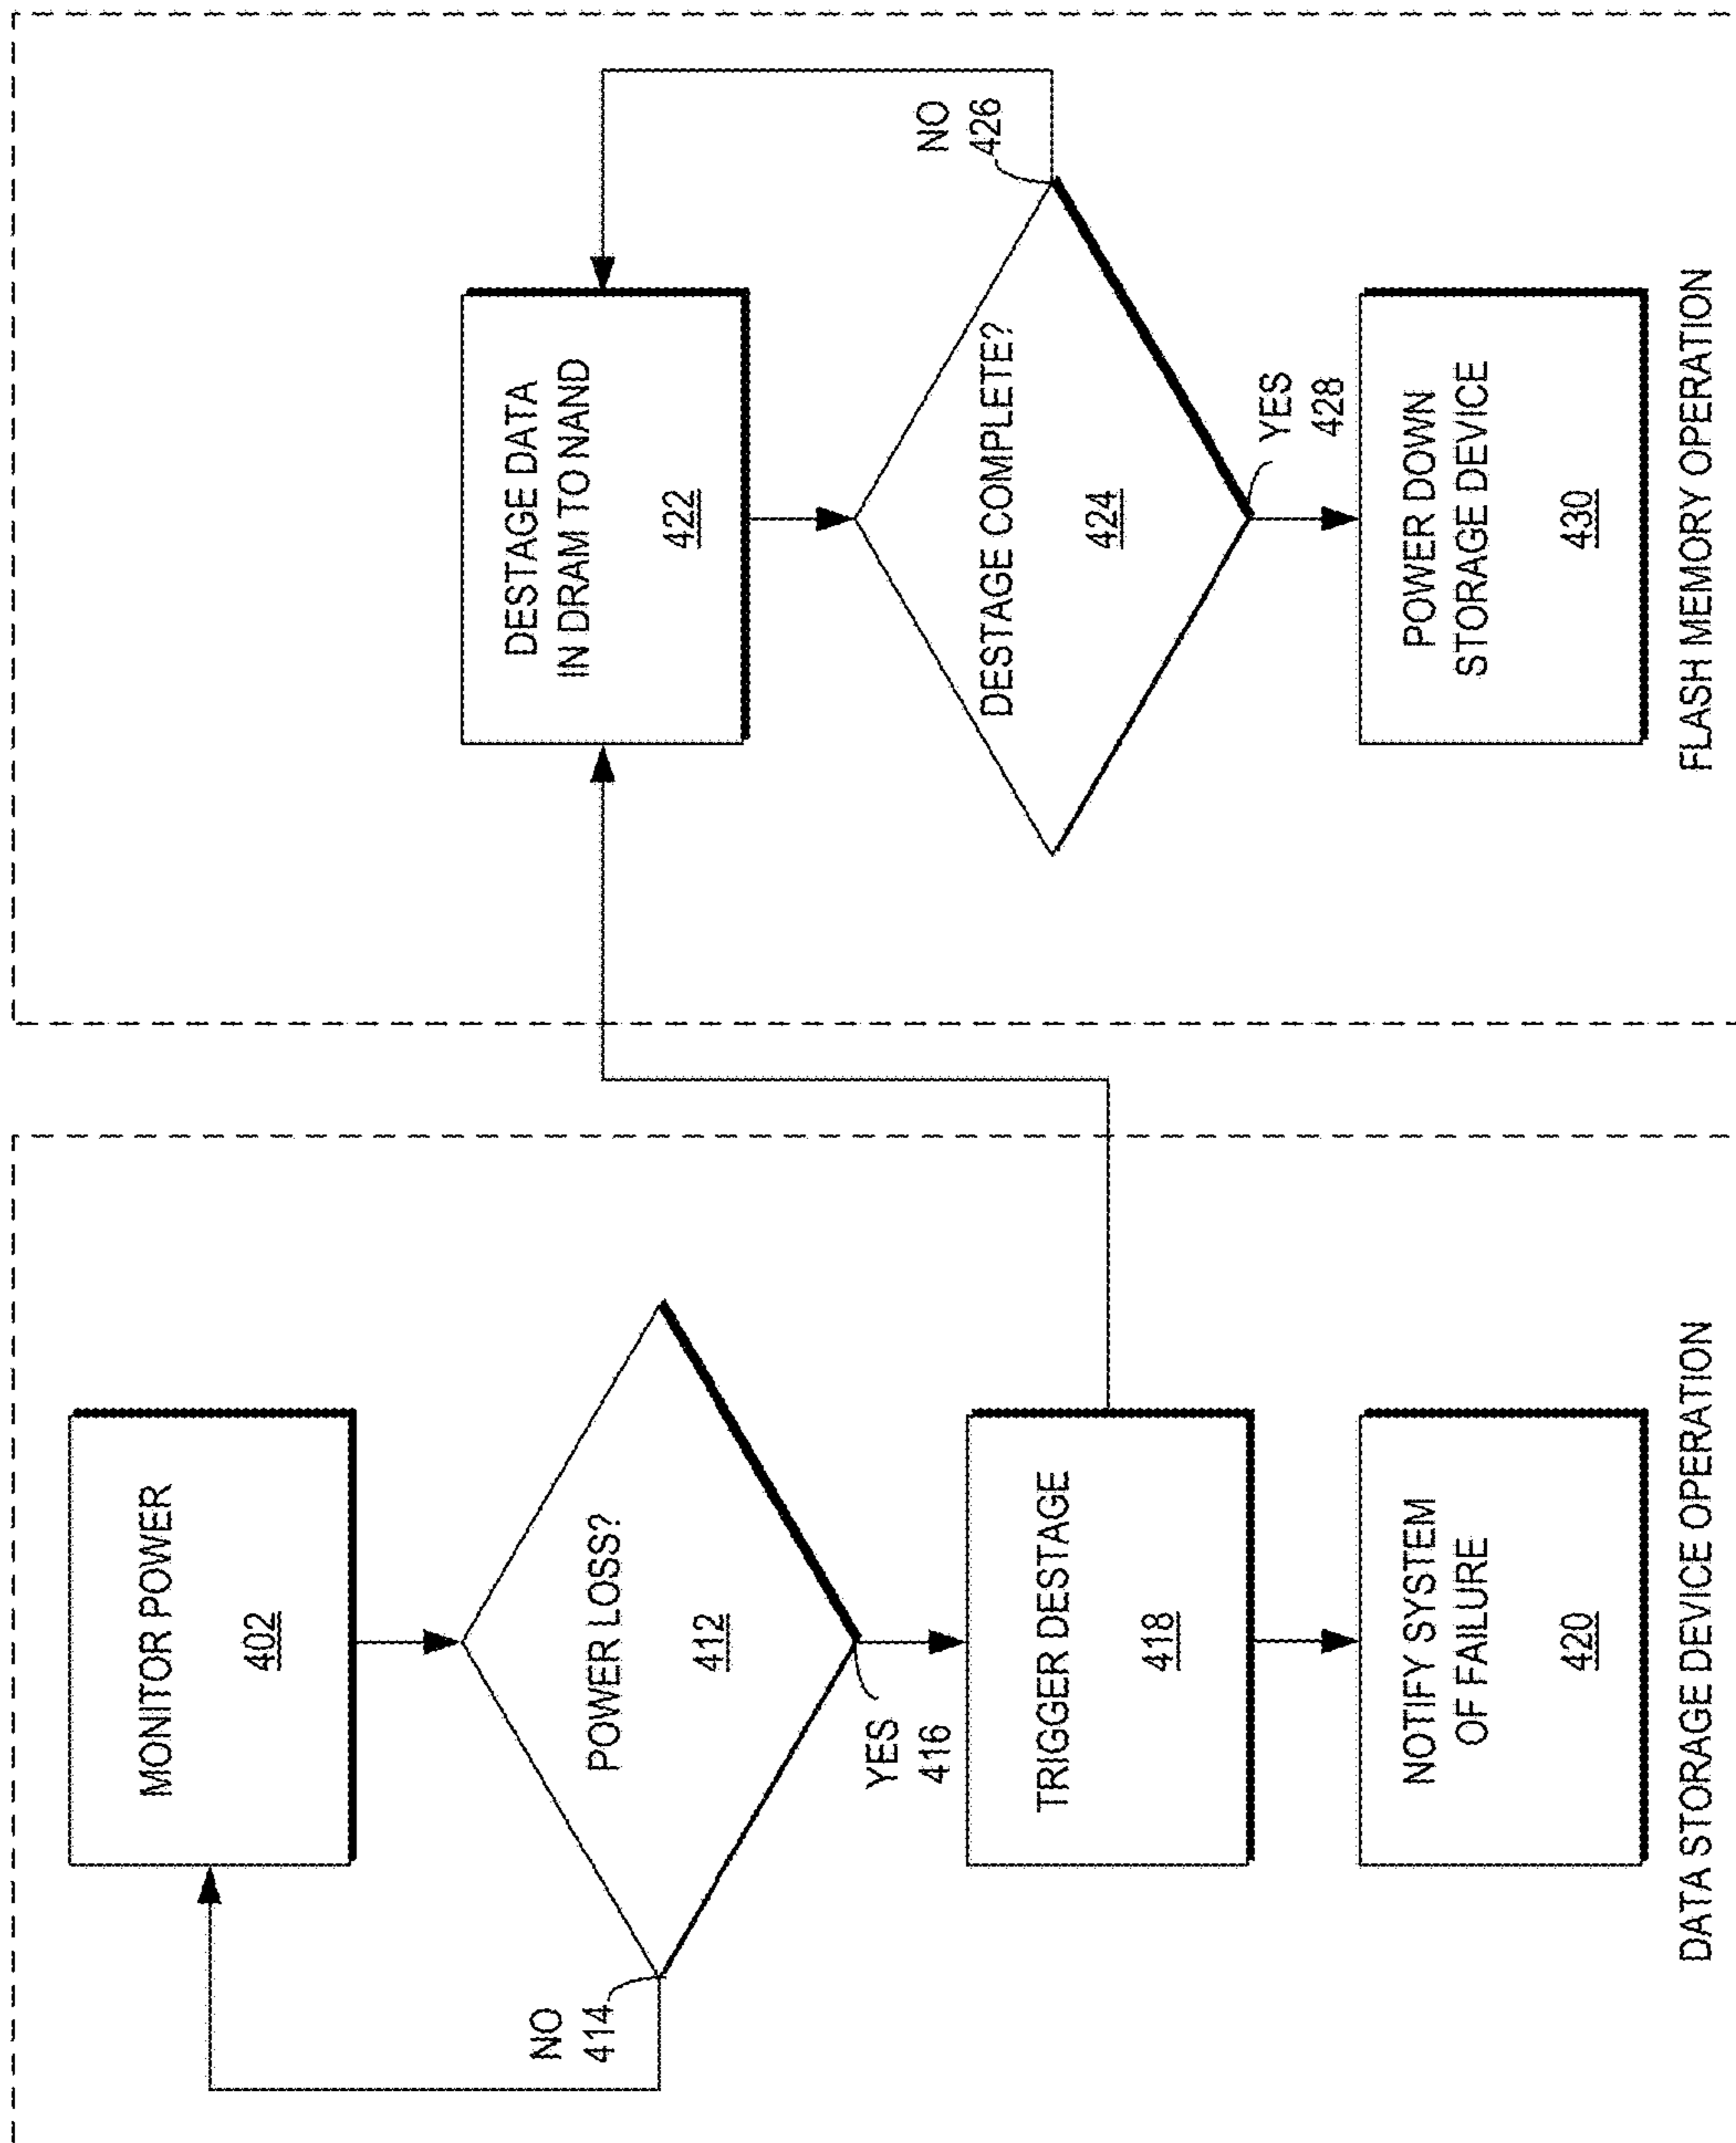 MONITOR POWER
402
POWER LOSS?
412
NO
414
YES
416
TRIGGER DESTAGE
418
NOTIFY SYSTEM
OF FAILURE
420
DATA STORAGE DEVICE OPERATION
DESTAGE DATA
IN DRAM TO NAND
422
DESTAGE COMPLETE?
424
NO
426
YES
428
POWER DOWN
STORAGE DEVICE
430
FLASH MEMORY OPERATION